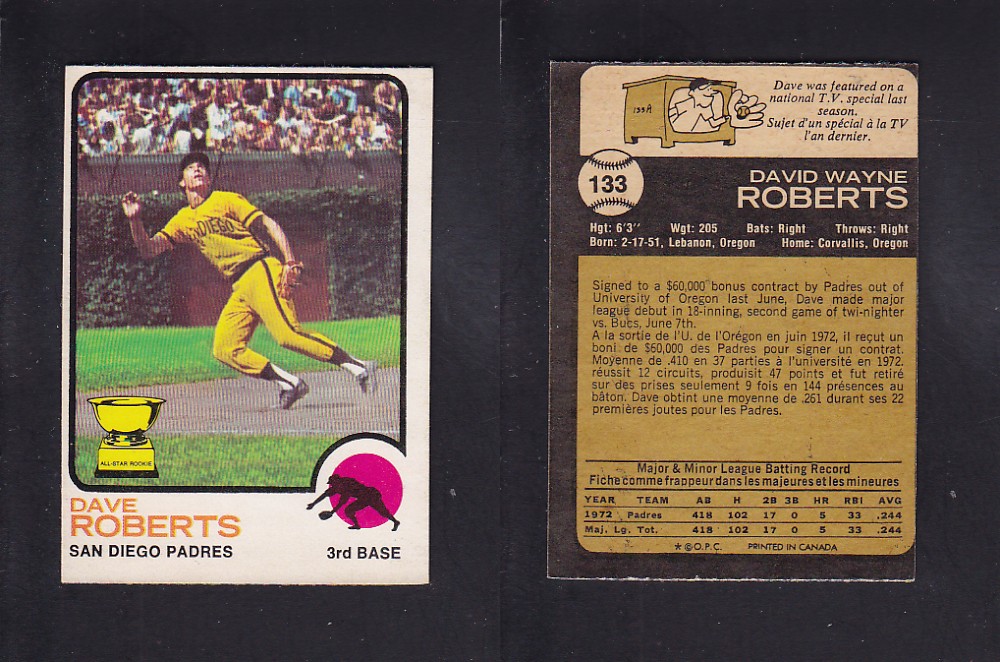 SAN DIEGO
ALL-STAR ROOKIE
DAVE
ROBERTS
SAN DIEGO PADRES
3rd BASE
Dave was featured on a
national T.V. special last
season.
Sujet d'un spécial à la TV
l'an dernier.
133
DAVID WAYNE
ROBERTS
Hgt: 6'3" Wgt: 205 Bats: Right Throws: Right
Born: 2-17-51, Lebanon, Oregon Home: Corvallis, Oregon
Signed to a $60,000 bonus contract by Padres out of
University of Oregon last June, Dave made major
league debut in 18-inning, second game of twi-nighter
vs. Bucs, June 7th.
A la sortie de l'U. de l'Orégon en juin 1972, il reçut un
boni de $60,000 des Padres pour signer un contrat.
Moyenne de .410 en 37 parties à l'université en 1972.
réussit 12 circuits, produisit 47 points et fut retiré
sur des prises seulement 9 fois en 144 présences au
bâton. Dave obtint une moyenne de .261 durant ses 22
premières joutes pour les Padres.
Major & Minor League Batting Record
Fiche comme frappeur dans les majeures et les mineures
YEAR TEAM AB H 2B 3B HR RBI AVG
1972 Padres 418 102 17 0 5 33 .244
Maj. Lg. Tot. 418 102 17 0 5 33 .244
* © O.P.C. PRINTED IN CANADA